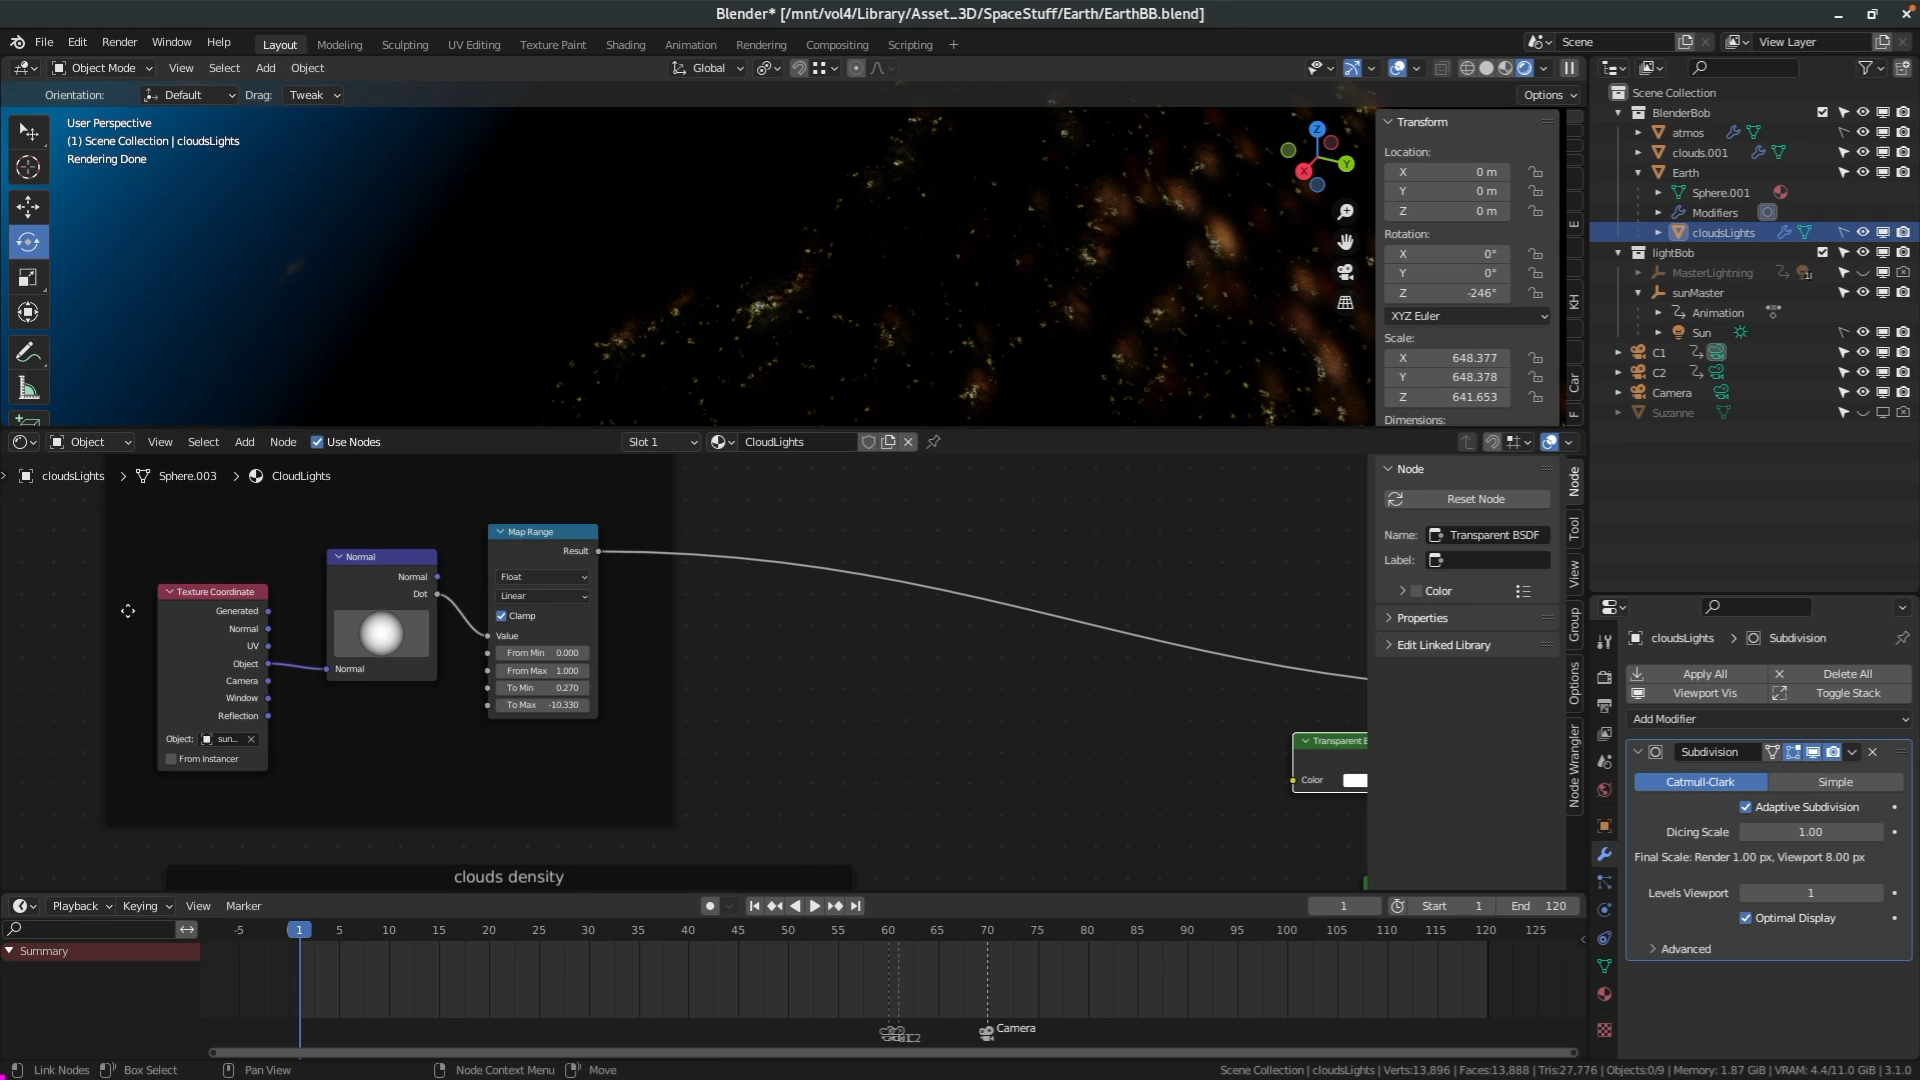 Blender* [/mnt/vol4/Library/Asset_3D/SpaceStuff/Earth/EarthBB.blend]
File Edit Render Window Help Layout Modeling Sculpting UV Editing Texture Paint Shading Animation Rendering Compositing Scripting + Scene View Layer
Object Mode View Select Add Object Global
Orientation: Default Drag: Tweak Options
User Perspective
(1) Scene Collection | cloudsLights
Rendering Done
Z
Y
X
Transform
Location:
X 0 m
Y 0 m
Z 0 m
Rotation:
X 0°
Y 0°
Z -246°
XYZ Euler
Scale:
X 648.377
Y 648.378
Z 641.653
Dimensions:
E
KH
Car
F
Scene Collection
BlenderBob
atmos
clouds.001
Earth
Sphere.001
Modifiers
cloudsLights
lightBob
MasterLightning
sunMaster
Animation
Sun
C1
C2
Camera
Suzanne
Object View Select Add Node Use Nodes Slot 1 CloudLights
cloudsLights > Sphere.003 > CloudLights
Texture Coordinate
Generated
Normal
UV
Object
Camera
Window
Reflection
Object: sun...
From Instancer
Normal
Normal
Dot
Normal
Map Range
Result
Float
Linear
Clamp
Value
From Min 0.000
From Max 1.000
To Min 0.270
To Max -10.330
Transparent B
Color
clouds density
Node
Reset Node
Name: Transparent BSDF
Label:
Color
Properties
Edit Linked Library
Node
Tool
View
Group
Options
Node Wrangler
cloudsLights > Subdivision
Apply All Delete All
Viewport Vis Toggle Stack
Add Modifier
Subdivision
Catmull-Clark Simple
Adaptive Subdivision
Dicing Scale 1.00
Final Scale: Render 1.00 px, Viewport 8.00 px
Levels Viewport 1
Optimal Display
Advanced
Playback Keying View Marker 1 Start 1 End 120
-5 1 5 10 15 20 25 30 35 40 45 50 55 60 65 70 75 80 85 90 95 100 105 110 115 120 125
Summary
Camera
Link Nodes Box Select Pan View Node Context Menu Move
Scene Collection | cloudsLights | Verts:13,896 | Faces:13,888 | Tris:27,776 | Objects:0/9 | Memory: 1.87 GiB | VRAM: 4.4/11.0 GiB | 3.1.0